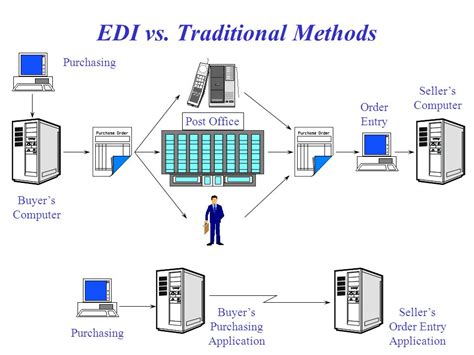 EDI vs. Traditional Methods
Purchasing
Seller's
Computer
Order
Entry
Post Office
Purchase Order
Purchase Order
Buyer's
Computer
Purchasing
Buyer's
Purchasing
Application
Seller's
Order Entry
Application